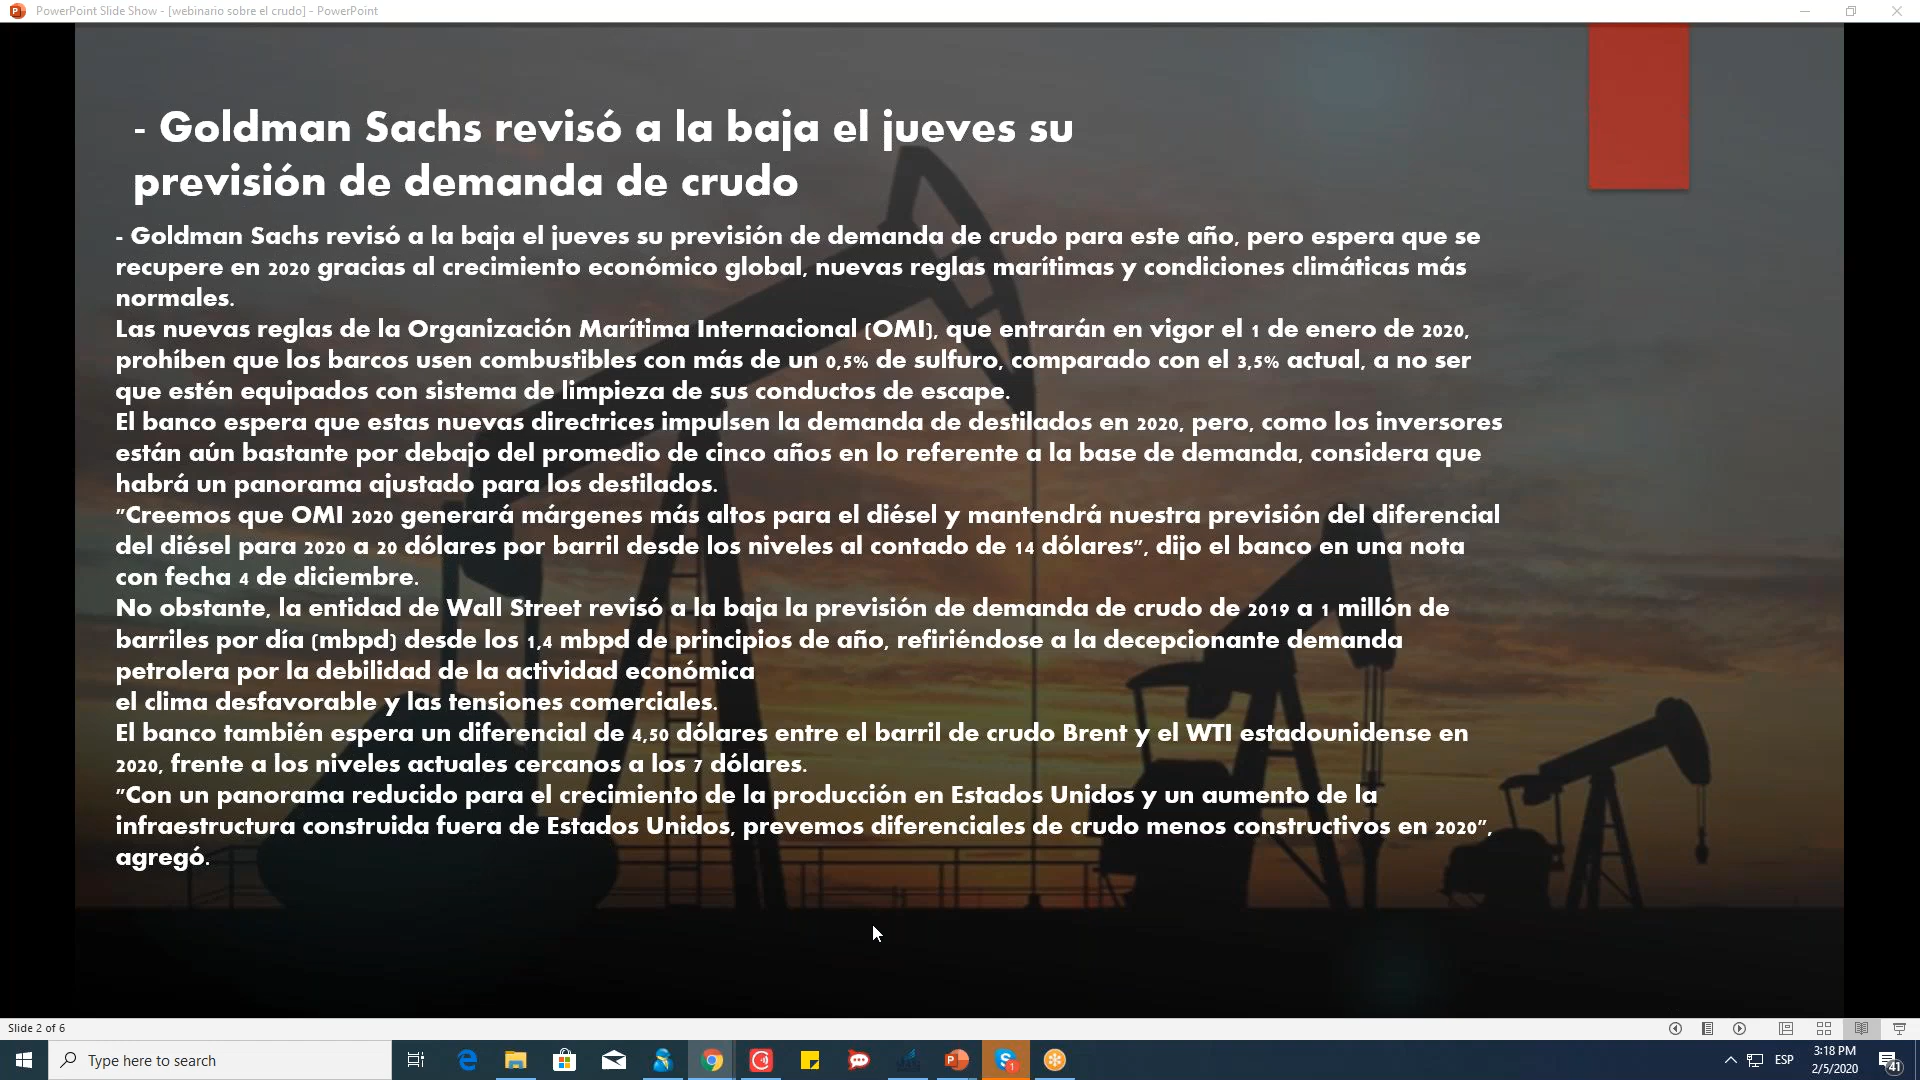 PowerPoint Slide Show - [webinario sobre el crudo] - PowerPoint
- Goldman Sachs revisó a la baja el jueves su
previsión de demanda de crudo
- Goldman Sachs revisó a la baja el jueves su previsión de demanda de crudo para este año, pero espera que se
recupere en 2020 gracias al crecimiento económico global, nuevas reglas marítimas y condiciones climáticas más
normales.
Las nuevas reglas de la Organización Marítima Internacional (OMI), que entrarán en vigor el 1 de enero de 2020,
prohíben que los barcos usen combustibles con más de un 0,5% de sulfuro, comparado con el 3,5% actual, a no ser
que estén equipados con sistema de limpieza de sus conductos de escape.
El banco espera que estas nuevas directrices impulsen la demanda de destilados en 2020, pero, como los inversores
están aún bastante por debajo del promedio de cinco años en lo referente a la base de demanda, considera que
habrá un panorama ajustado para los destilados.
"Creemos que OMI 2020 generará márgenes más altos para el diésel y mantendrá nuestra previsión del diferencial
del diésel para 2020 a 20 dólares por barril desde los niveles al contado de 14 dólares", dijo el banco en una nota
con fecha 4 de diciembre.
No obstante, la entidad de Wall Street revisó a la baja la previsión de demanda de crudo de 2019 a 1 millón de
barriles por día (mbpd) desde los 1,4 mbpd de principios de año, refiriéndose a la decepcionante demanda
petrolera por la debilidad de la actividad económica
el clima desfavorable y las tensiones comerciales.
El banco también espera un diferencial de 4,50 dólares entre el barril de crudo Brent y el WTI estadounidense en
2020, frente a los niveles actuales cercanos a los 7 dólares.
"Con un panorama reducido para el crecimiento de la producción en Estados Unidos y un aumento de la
infraestructura construida fuera de Estados Unidos, prevemos diferenciales de crudo menos constructivos en 2020",
agregó.
Slide 2 of 6
Type here to search
ESP
3:18 PM
2/5/2020
41